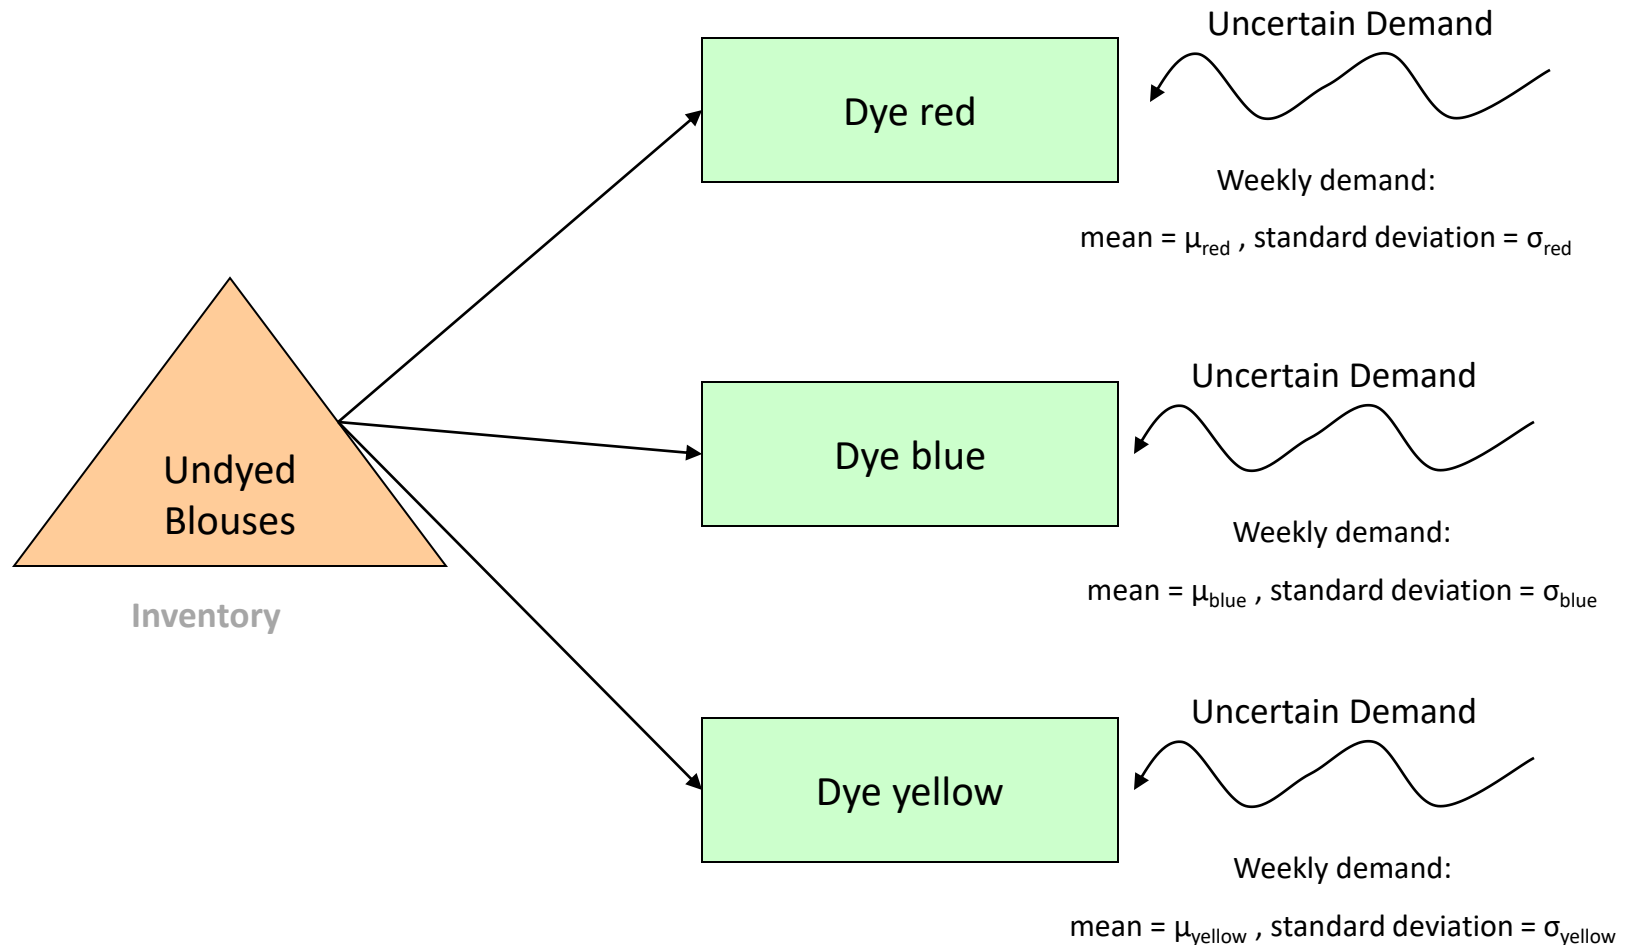 Uncertain Demand
Dye red
Weekly demand:
mean = μred , standard deviation = σred
Uncertain Demand
Dye blue
Undyed
Blouses
Weekly demand:
mean = μblue , standard deviation = σblue
Inventory
Uncertain Demand
Dye yellow
Weekly demand:
mean = μyellow , standard deviation = σyellow